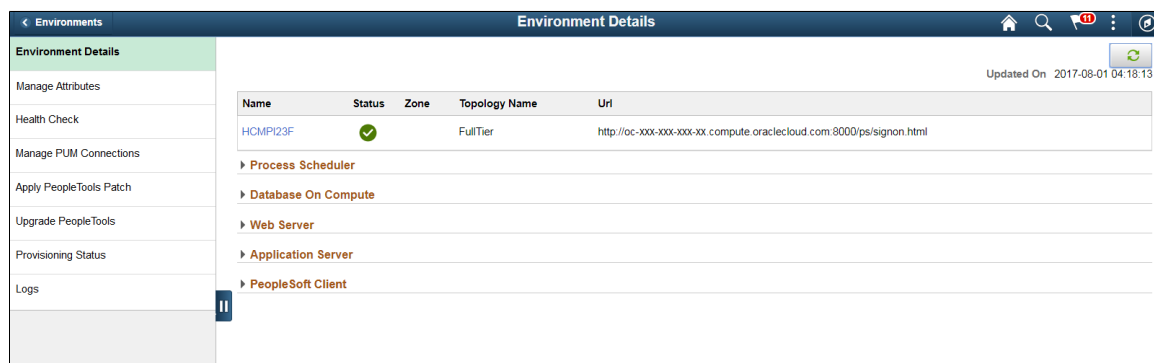 Environments
Environment Details
11
Environment Details
Manage Attributes
Health Check
Manage PUM Connections
Apply PeopleTools Patch
Upgrade PeopleTools
Provisioning Status
Logs
Updated On 2017-08-01 04:18:13
Name Status Zone Topology Name Url
HCMPI23F FullTier http://oc-xxx-xxx-xxx-xx.compute.oraclecloud.com:8000/ps/signon.html
Process Scheduler
Database On Compute
Web Server
Application Server
PeopleSoft Client